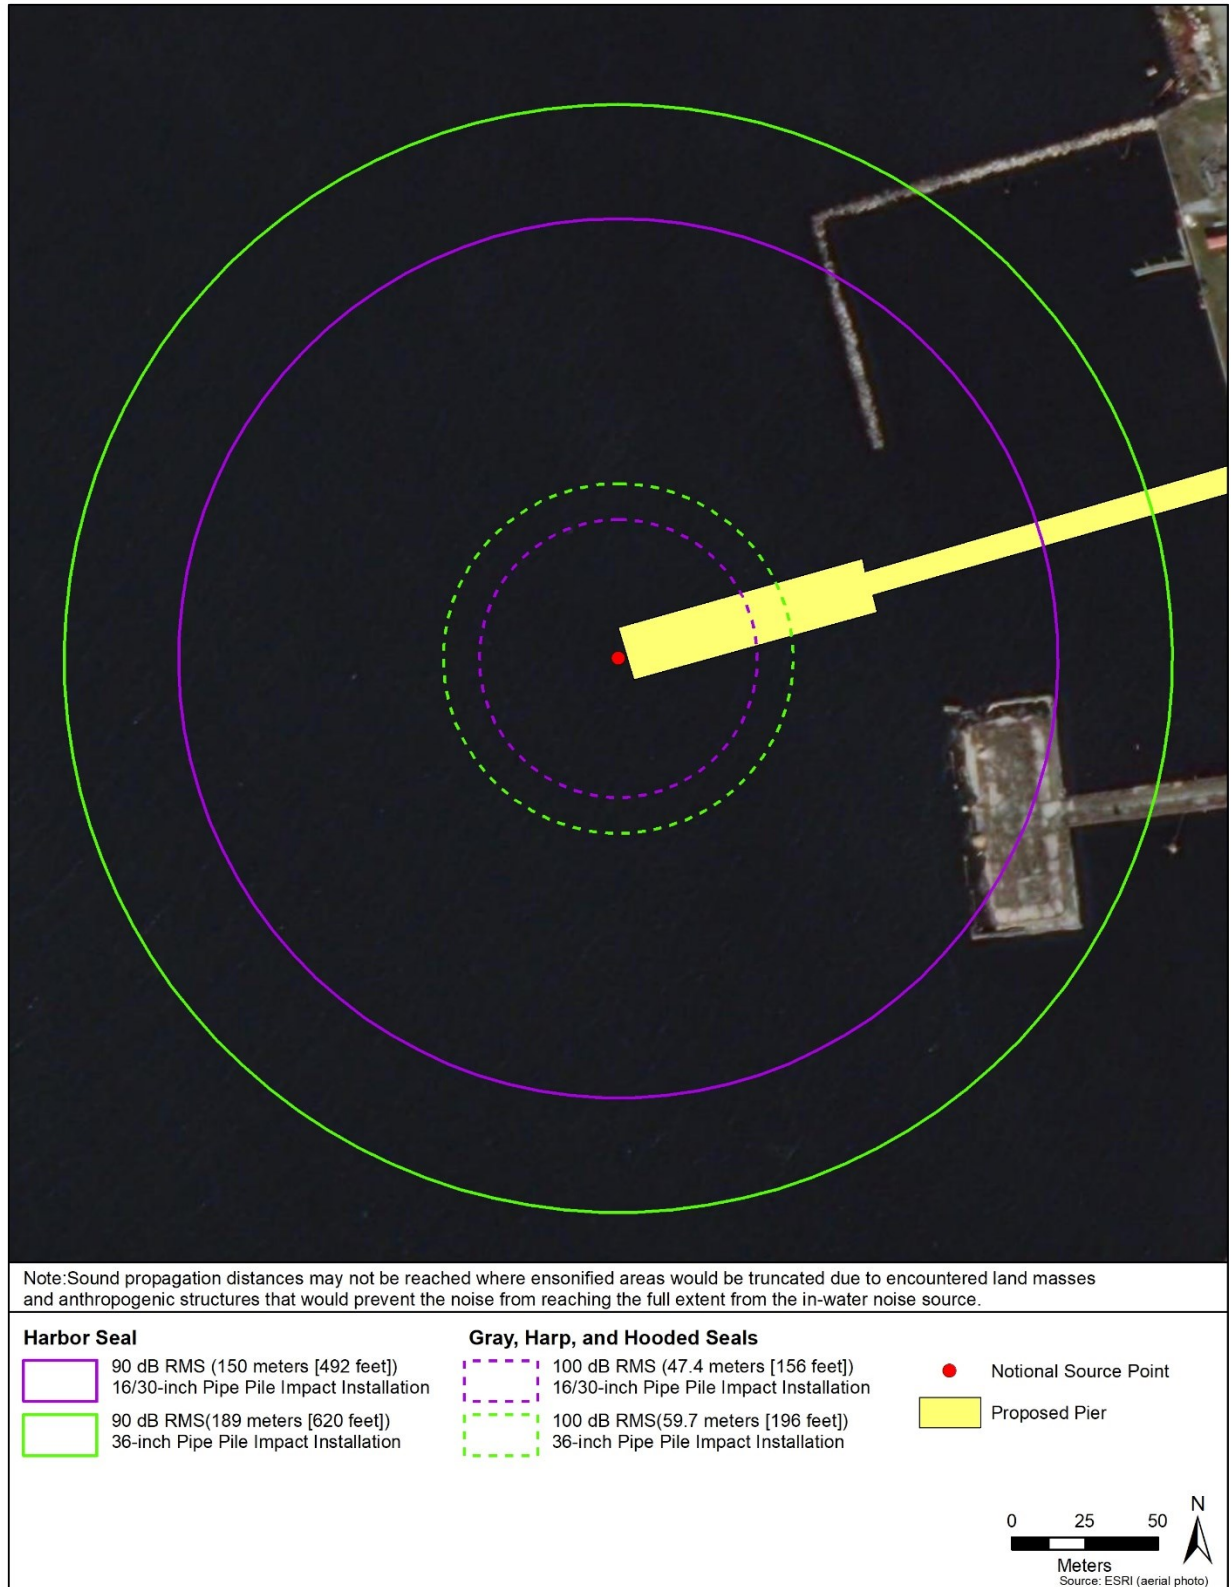 Note:Sound propagation distances may not be reached where ensonified areas would be truncated due to encountered land masses
and anthropogenic structures that would prevent the noise from reaching the full extent from the in-water noise source.
Harbor Seal
90 dB RMS (150 meters [492 feet])
16/30-inch Pipe Pile Impact Installation
90 dB RMS(189 meters [620 feet])
36-inch Pipe Pile Impact Installation
Gray, Harp, and Hooded Seals
100 dB RMS (47.4 meters [156 feet])
16/30-inch Pipe Pile Impact Installation
100 dB RMS(59.7 meters [196 feet])
36-inch Pipe Pile Impact Installation
Notional Source Point
Proposed Pier
0 25 50
Meters
N
Source: ESRI (aerial photo)